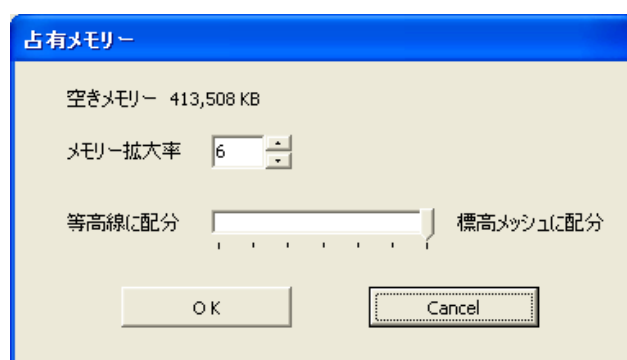 占有メモリー
空きメモリー 413,508 KB
メモリー拡大率 6
等高線に配分 標高メッシュに配分
OK Cancel